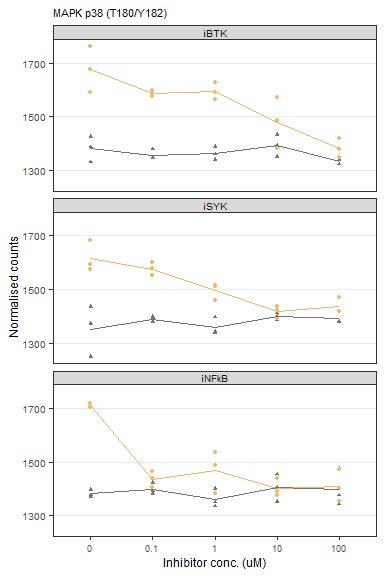 MAPK p38 (T180/Y182)
iBTK
1700
1500
1300
iSYK
1700
1500
1300
Normalised counts
iNFkB
1700
1500
1300
0 0.1 1 10 100
Inhibitor conc. (uM)